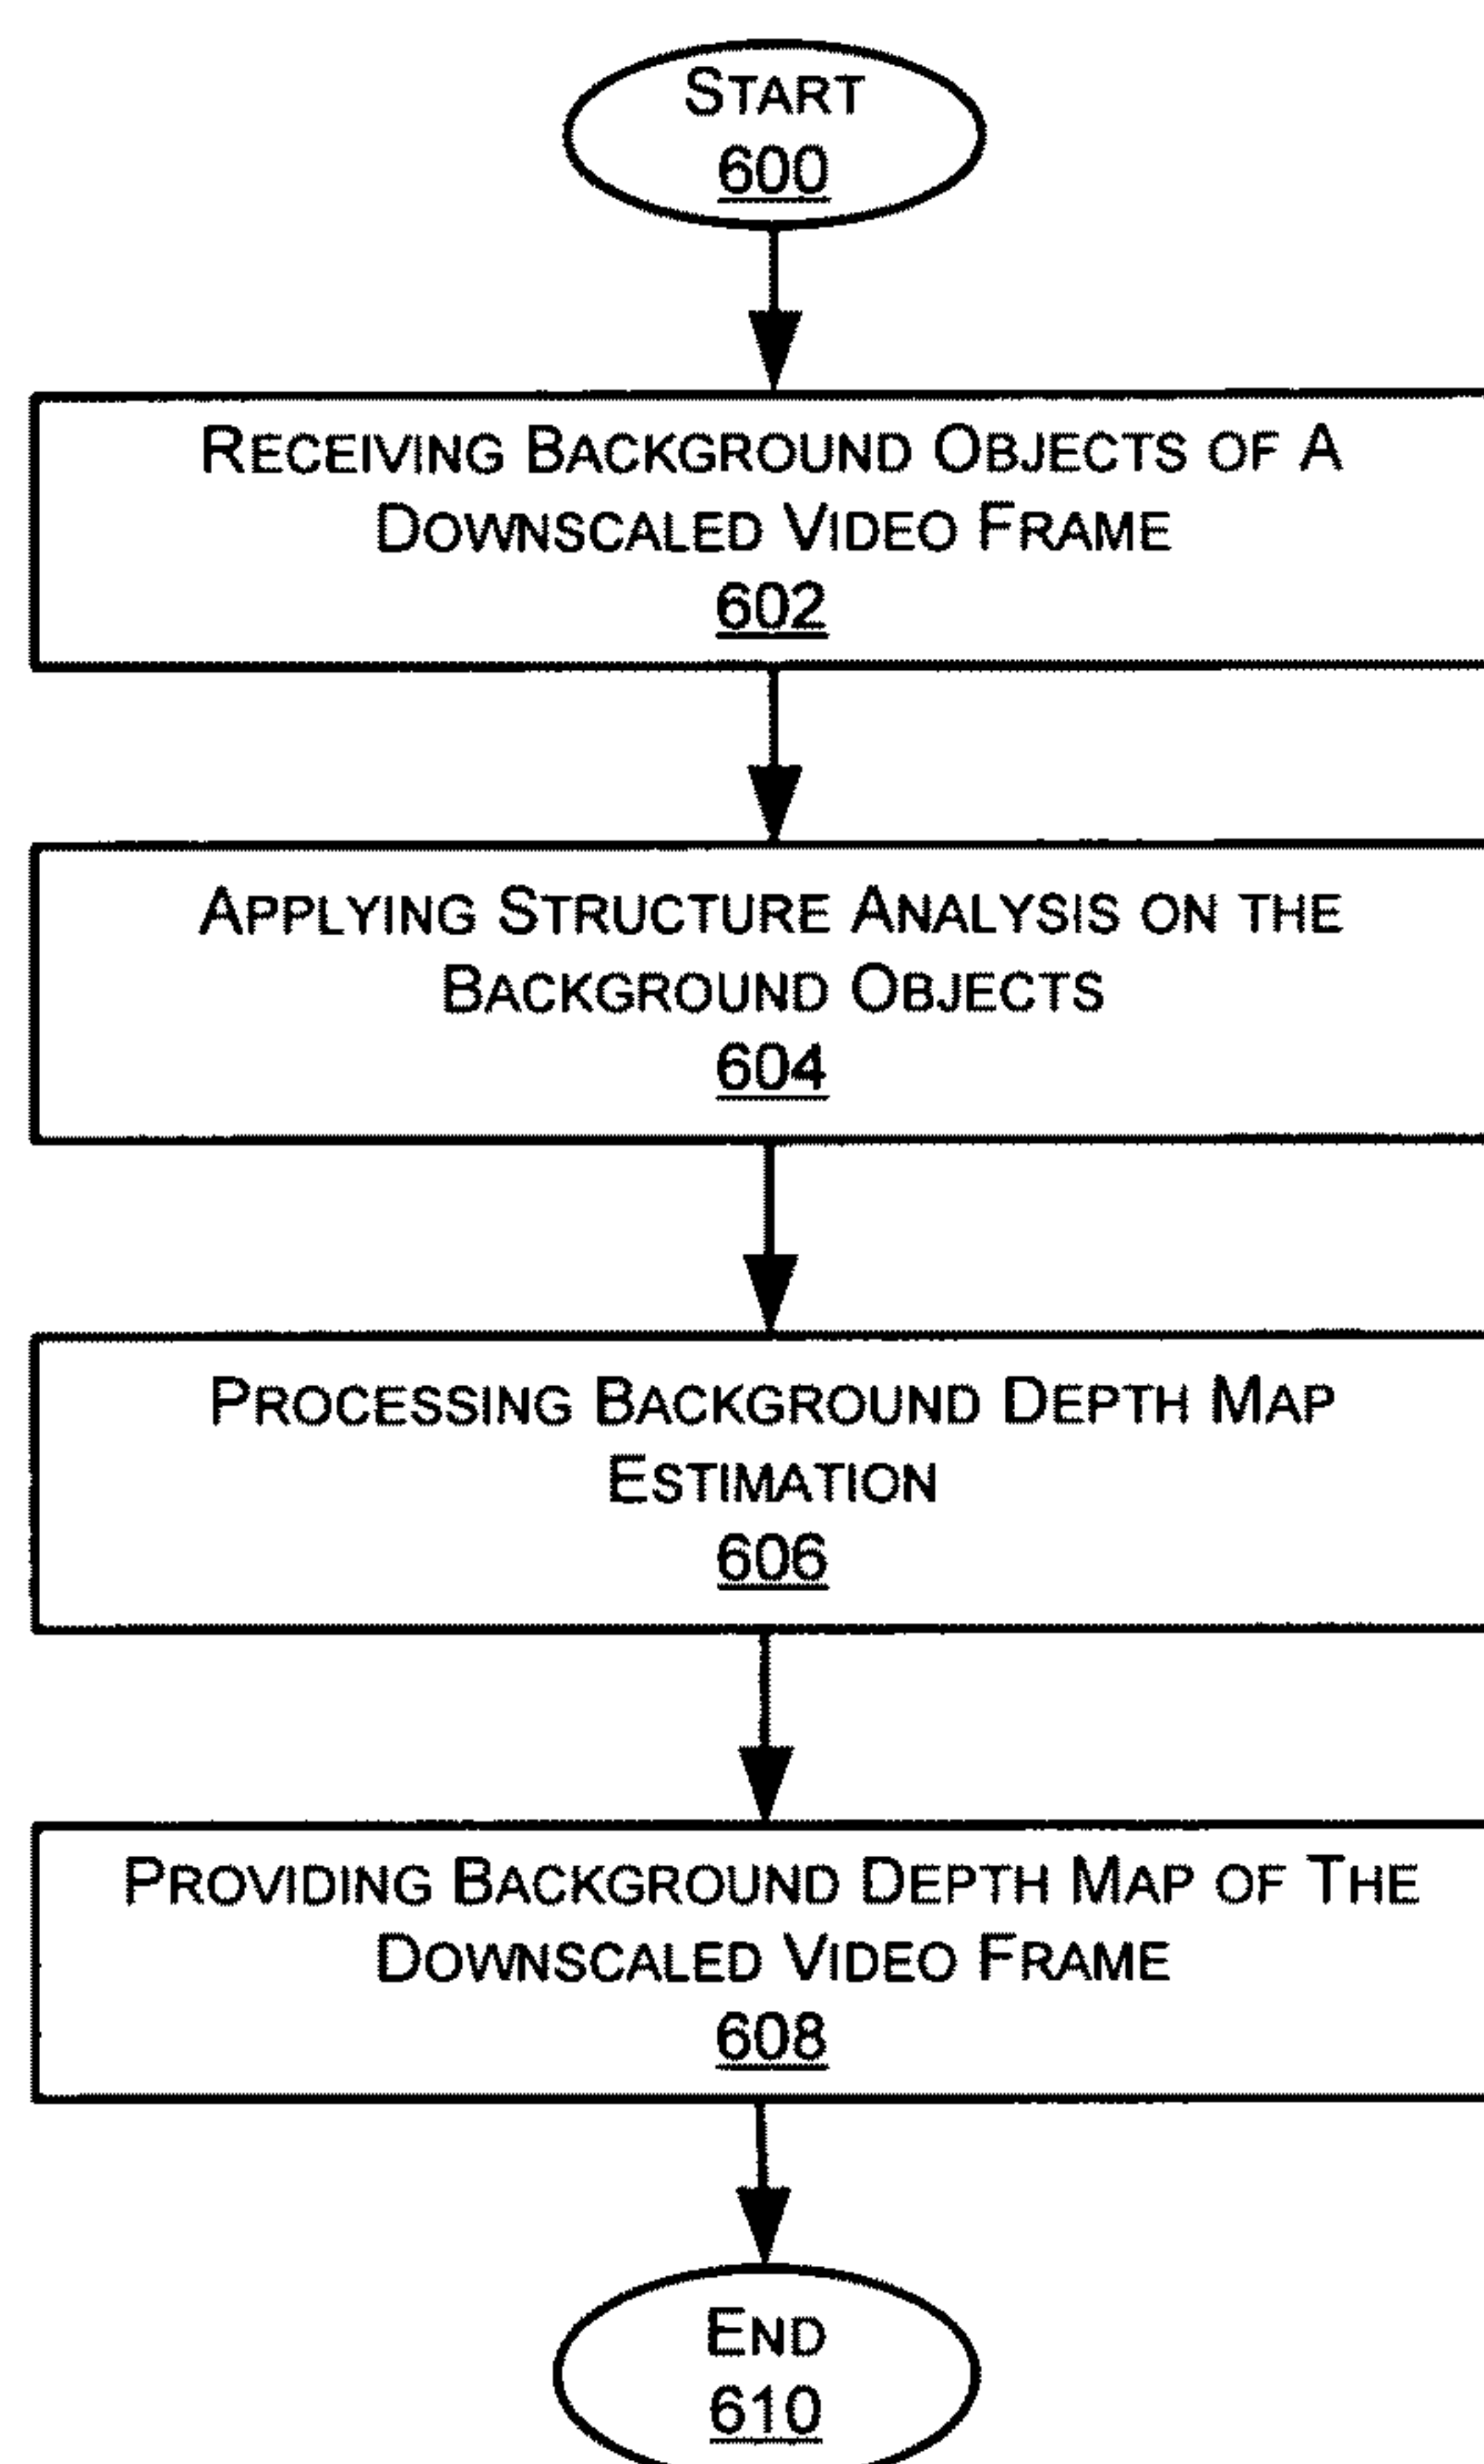 START
600
RECEIVING BACKGROUND OBJECTS OF A
DOWNSCALED VIDEO FRAME
602
APPLYING STRUCTURE ANALYSIS ON THE
BACKGROUND OBJECTS
604
PROCESSING BACKGROUND DEPTH MAP
ESTIMATION
606
PROVIDING BACKGROUND DEPTH MAP OF THE
DOWNSCALED VIDEO FRAME
608
END
610